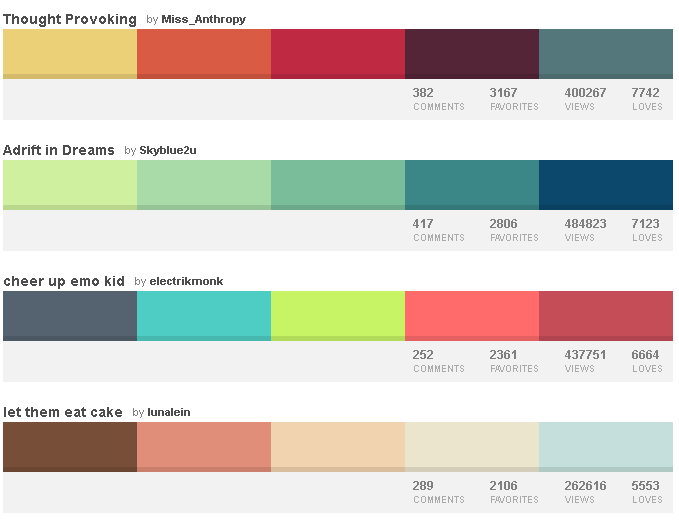 Thought Provoking by Miss_Anthropy
382 3167 400267 7742
COMMENTS FAVORITES VIEWS LOVES
Adrift in Dreams by Skyblue2u
417 2806 484823 7123
COMMENTS FAVORITES VIEWS LOVES
cheer up emo kid by electrikmonk
252 2361 437751 6664
COMMENTS FAVORITES VIEWS LOVES
let them eat cake by lunalein
289 2106 262616 5553
COMMENTS FAVORITES VIEWS LOVES